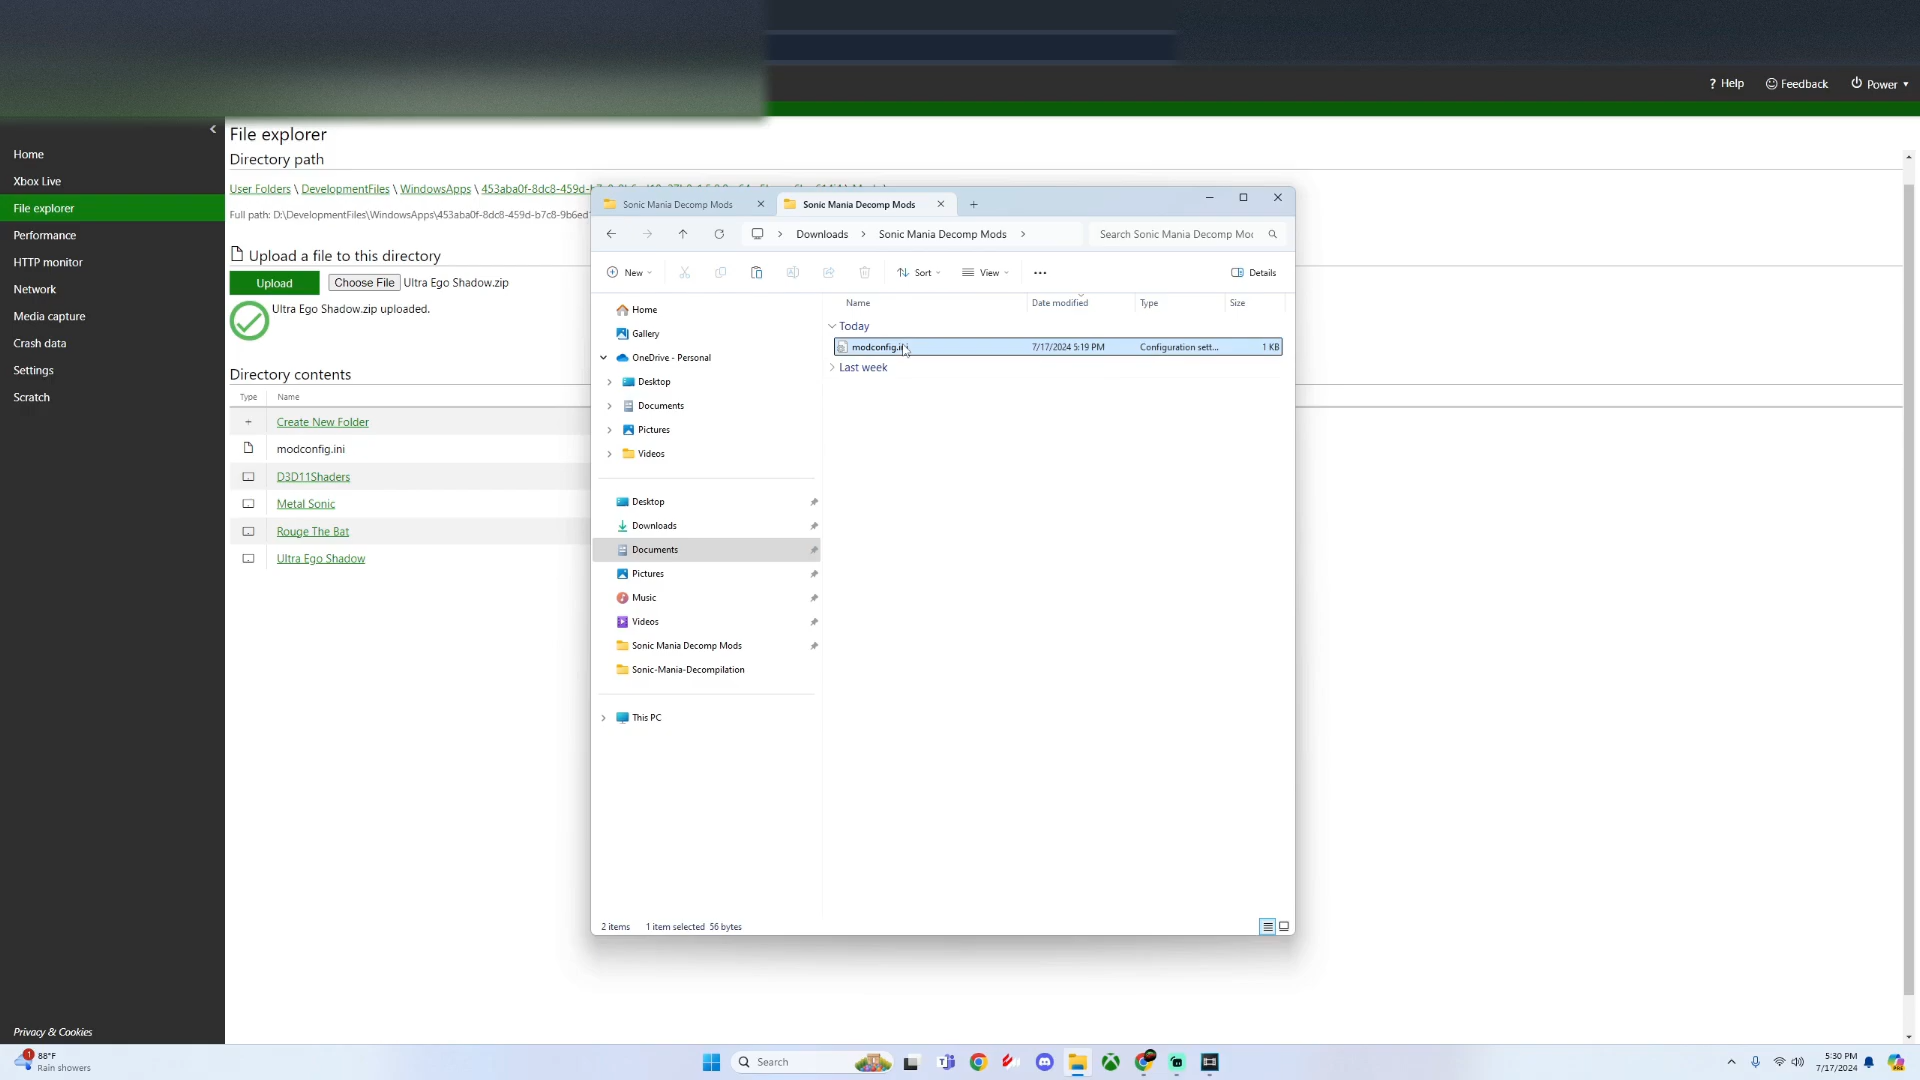 ? Help
Feedback
Power
Home
Xbox Live
File explorer
Performance
HTTP monitor
Network
Media capture
Crash data
Settings
Scratch
Privacy & Cookies
File explorer
Directory path
User Folders \ DevelopmentFiles \ WindowsApps \ 453aba0f-8dc8-459d-
Full path: D:\DevelopmentFiles\WindowsApps\453aba0f-8dc8-459d-b7c8-9b6ed
Upload a file to this directory
Upload Choose File Ultra Ego Shadow.zip
Ultra Ego Shadow.zip uploaded.
Directory contents
Type Name
+ Create New Folder
modconfig.ini
D3D11Shaders
Metal Sonic
Rouge The Bat
Ultra Ego Shadow
Sonic Mania Decomp Mods Sonic Mania Decomp Mods
Downloads > Sonic Mania Decomp Mods > Search Sonic Mania Decomp Moc
New Sort View Details
Home
Gallery
OneDrive - Personal
Desktop
Documents
Pictures
Videos
Desktop
Downloads
Documents
Pictures
Music
Videos
Sonic Mania Decomp Mods
Sonic-Mania-Decompilation
This PC
Name Date modified Type Size
Today
modconfig.ini 7/17/2024 5:19 PM Configuration sett... 1 KB
Last week
2 items 1 item selected 56 bytes
1 88°F
Rain showers
Search
5:30 PM
7/17/2024